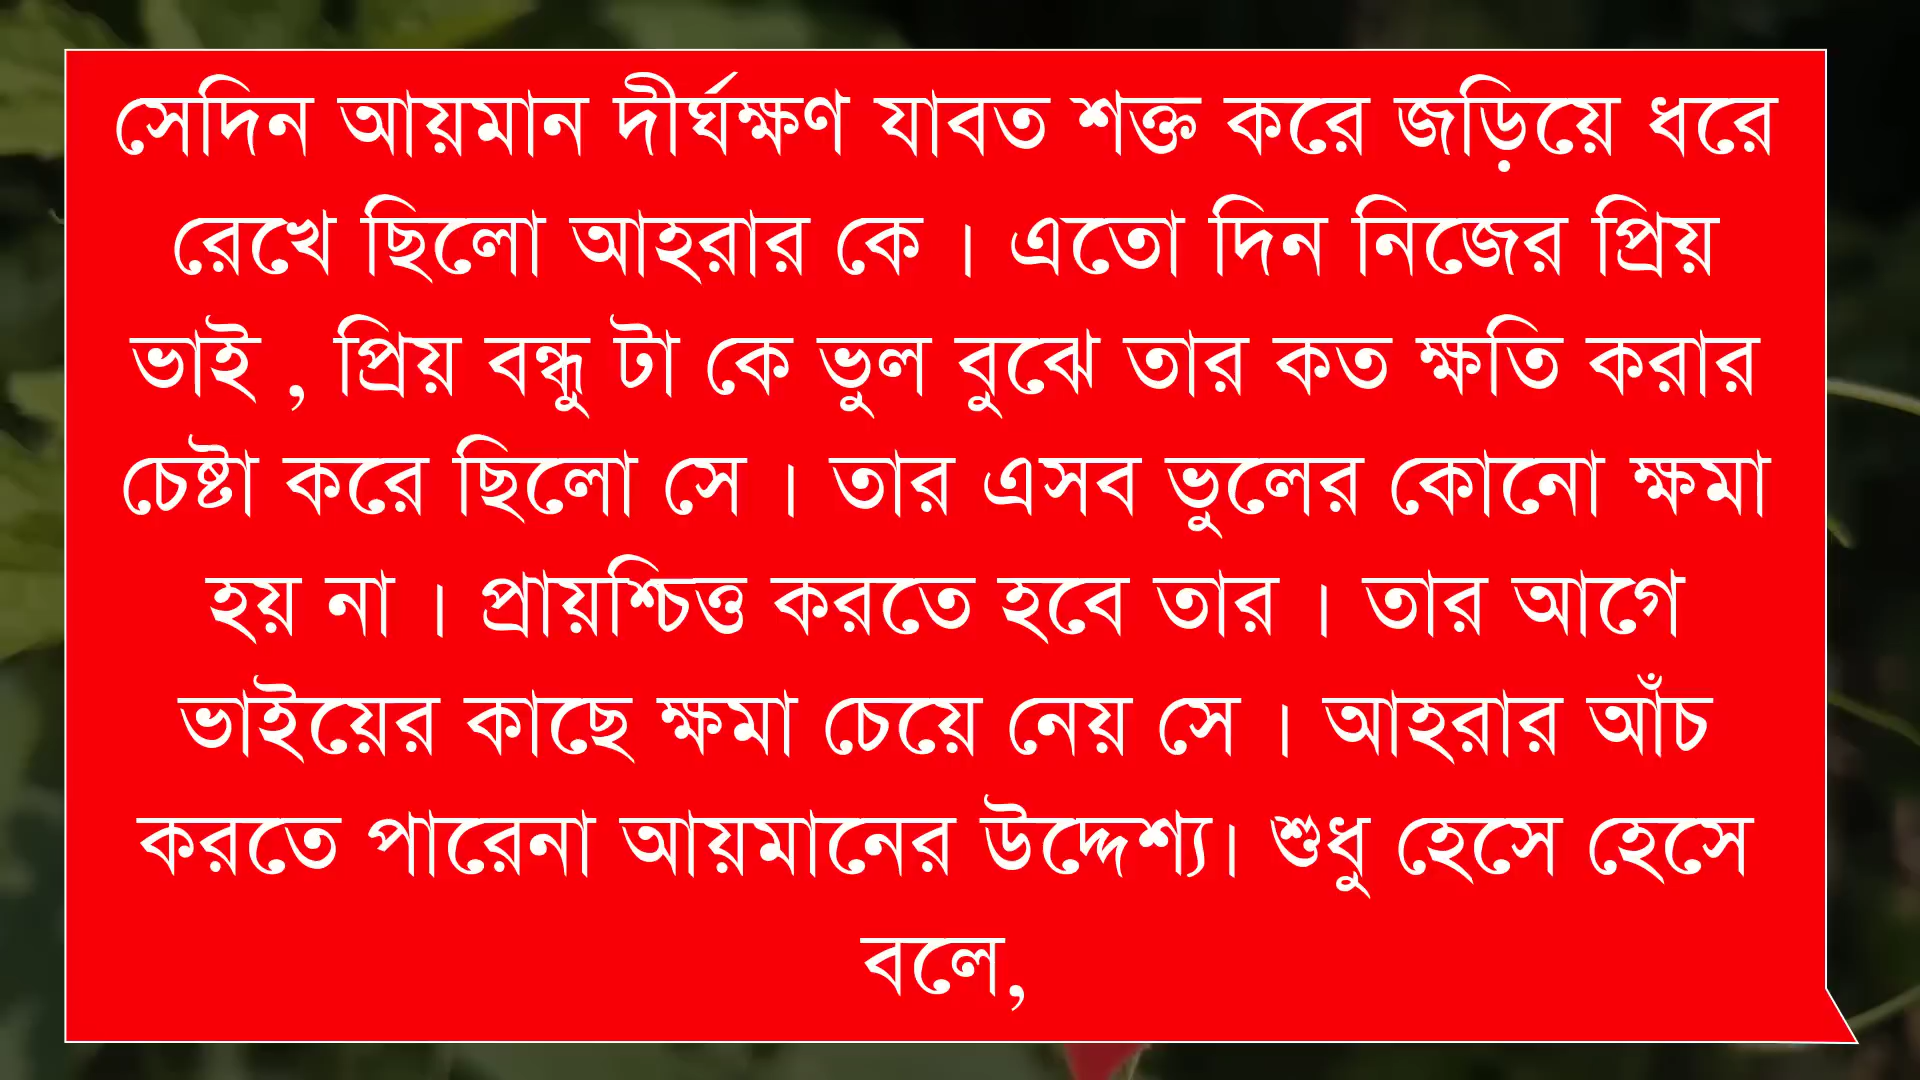 সেদিন আয়মান দীর্ঘক্ষণ যাবত শক্ত করে জড়িয়ে ধরে
রেখে ছিলো আহরার কে । এতো দিন নিজের প্রিয়
ভাই , প্রিয় বন্ধু টা কে ভুল বুঝে তার কত ক্ষতি করার
চেষ্টা করে ছিলো সে । তার এসব ভুলের কোনো ক্ষমা
হয় না । প্রায়শ্চিত্ত করতে হবে তার । তার আগে
ভাইয়ের কাছে ক্ষমা চেয়ে নেয় সে । আহরার আঁচ
করতে পারেনা আয়মানের উদ্দেশ্য। শুধু হেসে হেসে
বলে,